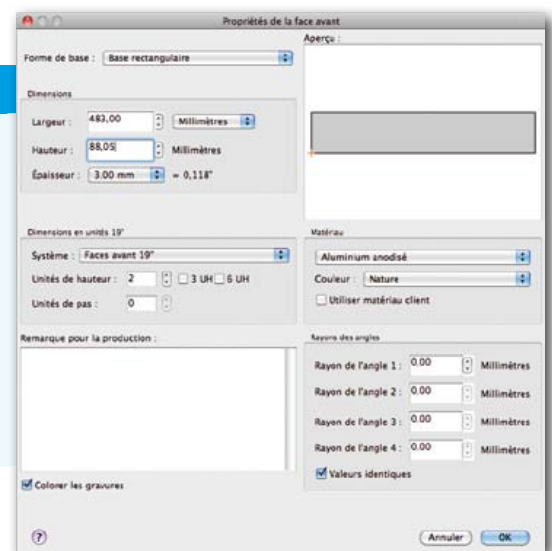 Propriétés de la face avant
Forme de base : Base rectangulaire
Aperçu :
Dimensions
Largeur : 483,00 Millimètres
Hauteur : 88,05 Millimètres
Épaisseur : 3.00 mm = 0,118"
Dimensions en unités 19"
Système : Faces avant 19"
Unités de hauteur : 2 3 UH 6 UH
Unités de pas : 0
Matériau
Aluminium anodisé
Couleur : Nature
Utiliser matériau client
Remarque pour la production :
Colorer les gravures
Rayons des angles
Rayon de l'angle 1 : 0,00 Millimètres
Rayon de l'angle 2 : 0,00 Millimètres
Rayon de l'angle 3 : 0,00 Millimètres
Rayon de l'angle 4 : 0,00 Millimètres
Valeurs identiques
?
Annuler OK